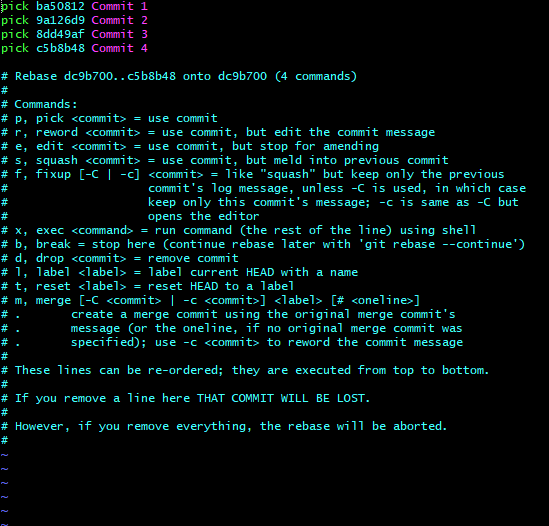 pick ba50812 Commit 1
pick 9a126d9 Commit 2
pick 8dd49af Commit 3
pick c5b8b48 Commit 4

# Rebase dc9b700..c5b8b48 onto dc9b700 (4 commands)
#
# Commands:
# p, pick <commit> = use commit
# r, reword <commit> = use commit, but edit the commit message
# e, edit <commit> = use commit, but stop for amending
# s, squash <commit> = use commit, but meld into previous commit
# f, fixup [-C | -c] <commit> = like "squash" but keep only the previous
#                    commit's log message, unless -C is used, in which case
#                    keep only this commit's message; -c is same as -C but
#                    opens the editor
# x, exec <command> = run command (the rest of the line) using shell
# b, break = stop here (continue rebase later with 'git rebase --continue')
# d, drop <commit> = remove commit
# l, label <label> = label current HEAD with a name
# t, reset <label> = reset HEAD to a label
# m, merge [-C <commit> | -c <commit>] <label> [# <oneline>]
# .       create a merge commit using the original merge commit's
# .       message (or the oneline, if no original merge commit was
# .       specified); use -c <commit> to reword the commit message
#
# These lines can be re-ordered; they are executed from top to bottom.
#
# If you remove a line here THAT COMMIT WILL BE LOST.
#
# However, if you remove everything, the rebase will be aborted.
#
~
~
~
~
~
~